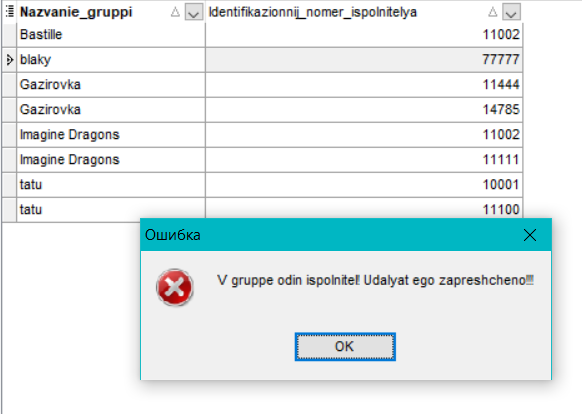 Nazvanie_gruppi Identifikazionnij_nomer_ispolnitelya
Bastille 11002
blaky 77777
Gazirovka 11444
Gazirovka 14785
Imagine Dragons 11002
Imagine Dragons 11111
tatu 10001
tatu 11100
Ошибка
V gruppe odin ispolnitel! Udalyat ego zapreshcheno!!!
OK